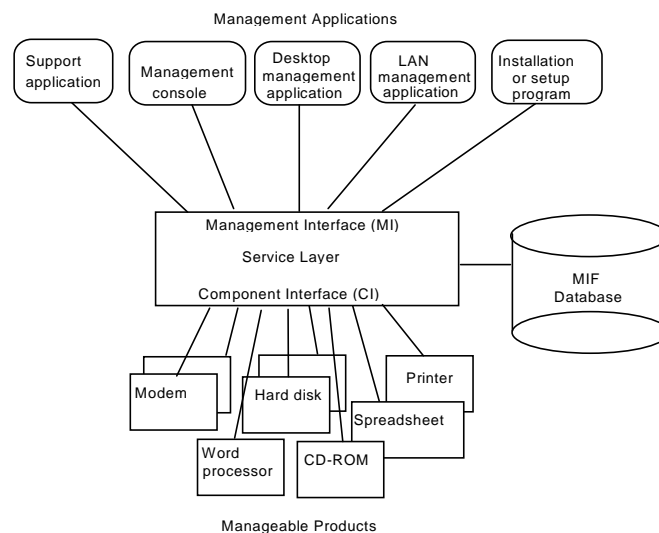 Management Applications
Support
application
Management
console
Desktop
management
application
LAN
management
application
Installation
or setup
program
Management Interface (MI)
Service Layer
Component Interface (CI)
MIF
Database
Modem
Hard disk
Printer
Spreadsheet
Word
processor
CD-ROM
Manageable Products